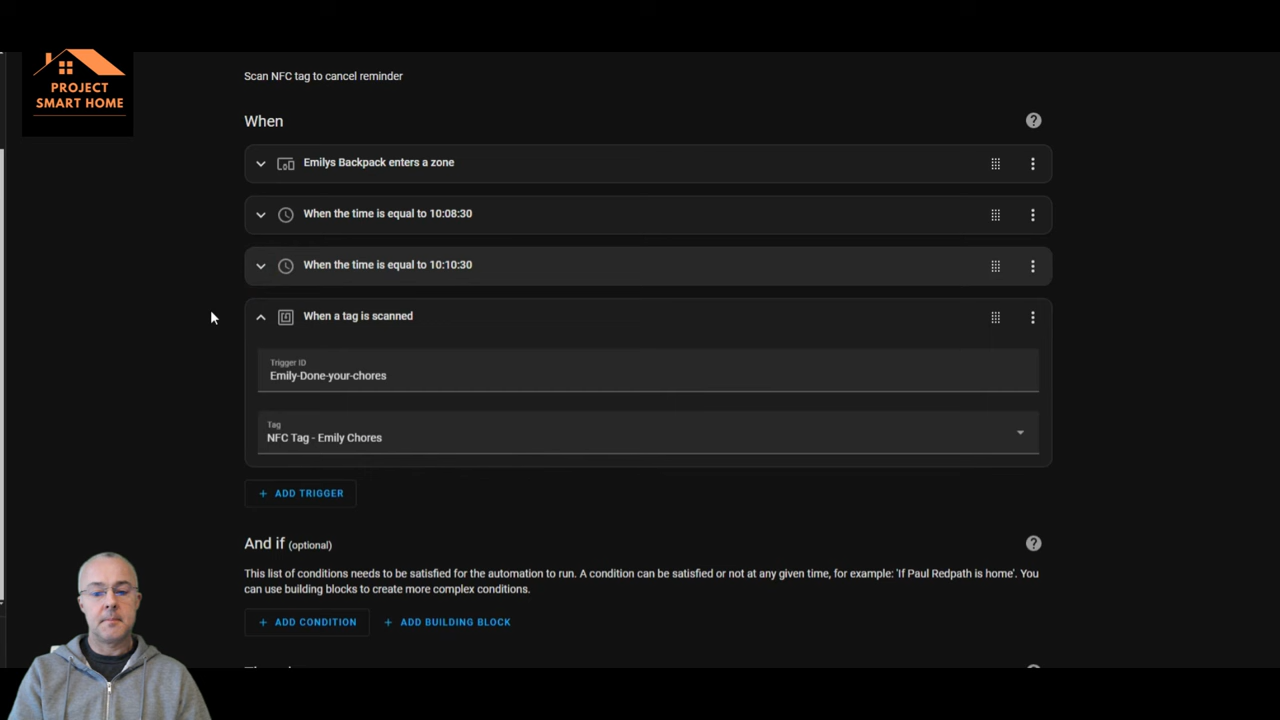 PROJECT
SMART HOME
Scan NFC tag to cancel reminder
When
Emilys Backpack enters a zone
When the time is equal to 10:08:30
When the time is equal to 10:10:30
When a tag is scanned
Trigger ID
Emily-Done-your-chores
Tag
NFC Tag - Emily Chores
+ ADD TRIGGER
And if (optional)
This list of conditions needs to be satisfied for the automation to run. A condition can be satisfied or not at any given time, for example: 'If Paul Redpath is home'. You
can use building blocks to create more complex conditions.
+ ADD CONDITION + ADD BUILDING BLOCK